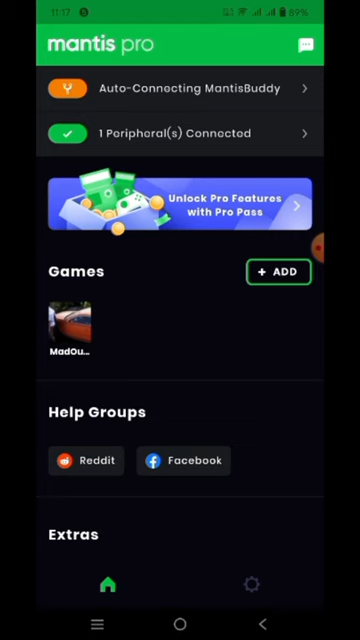 11:17
89%
mantis pro
Auto-Connecting MantisBuddy
1 Peripheral(s) Connected
Unlock Pro Features
with Pro Pass
Games
+ ADD
MadOu...
Help Groups
Reddit
Facebook
Extras